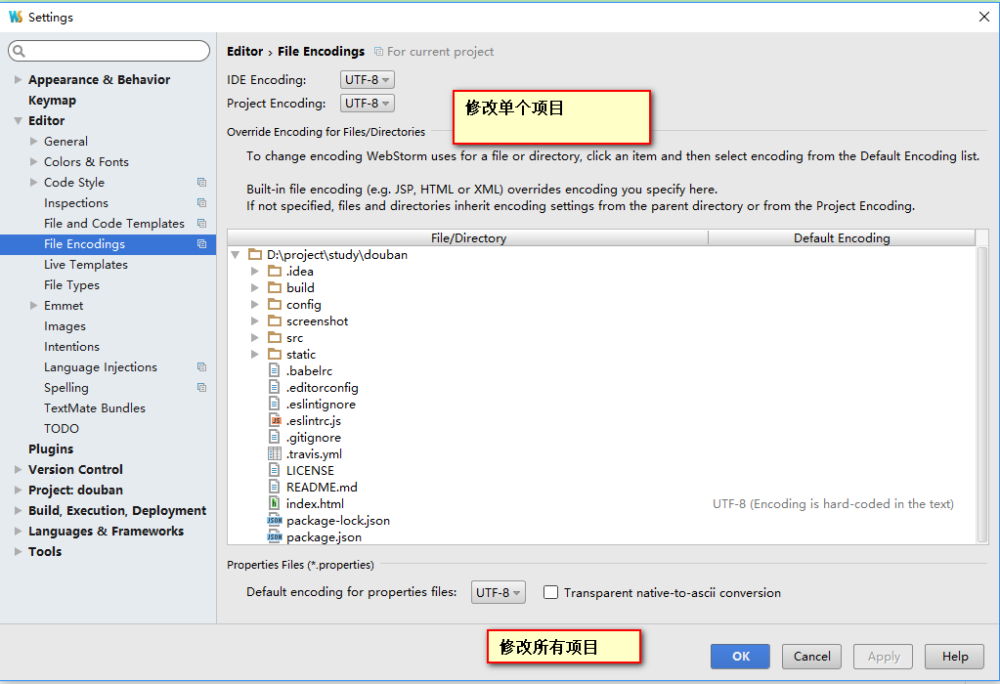 WS Settings
Appearance & Behavior
Keymap
Editor
General
Colors & Fonts
Code Style
Inspections
File and Code Templates
File Encodings
Live Templates
File Types
Emmet
Images
Intentions
Language Injections
Spelling
TextMate Bundles
TODO
Plugins
Version Control
Project: douban
Build, Execution, Deployment
Languages & Frameworks
Tools
Editor › File Encodings For current project
IDE Encoding: UTF-8
Project Encoding: UTF-8
修改单个项目
Override Encoding for Files/Directories
To change encoding WebStorm uses for a file or directory, click an item and then select encoding from the Default Encoding list.
Built-in file encoding (e.g. JSP, HTML or XML) overrides encoding you specify here.
If not specified, files and directories inherit encoding settings from the parent directory or from the Project Encoding.
File/Directory Default Encoding
D:\project\study\douban
.idea
build
config
screenshot
src
static
.babelrc
.editorconfig
.eslintignore
JS .eslintrc.js
.gitignore
.travis.yml
LICENSE
README.md
h index.html UTF-8 (Encoding is hard-coded in the text)
JSON package-lock.json
JSON package.json
Properties Files (*.properties)
Default encoding for properties files: UTF-8 Transparent native-to-ascii conversion
修改所有项目
OK Cancel Apply Help